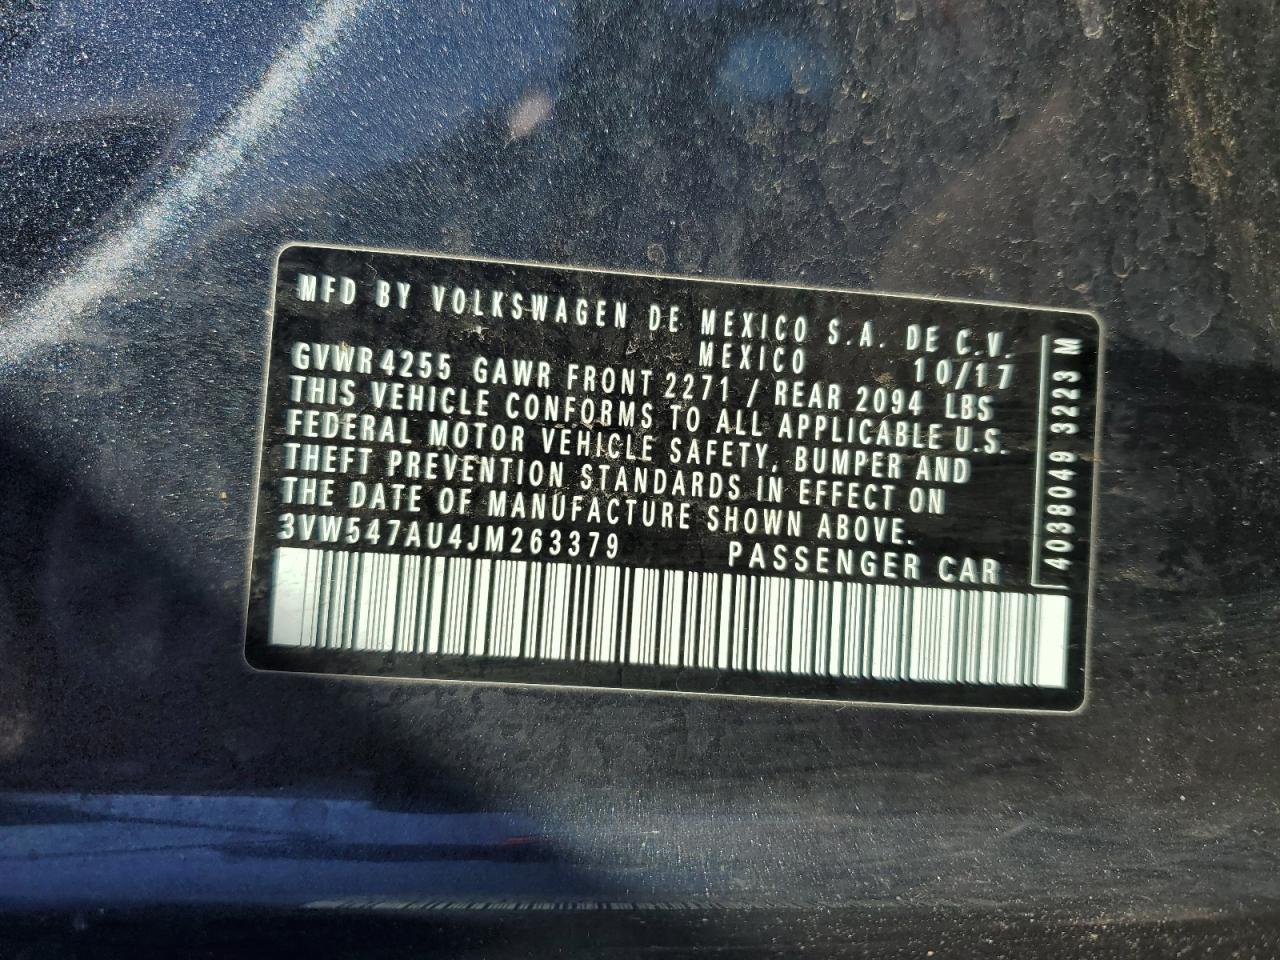 MFD BY VOLKSWAGEN DE MEXICO S.A. DE C.V.
MEXICO 10/17
GVWR 4255 GAWR FRONT 2271 / REAR 2094 LBS
THIS VEHICLE CONFORMS TO ALL APPLICABLE U.S.
FEDERAL MOTOR VEHICLE SAFETY, BUMPER AND
THEFT PREVENTION STANDARDS IN EFFECT ON
THE DATE OF MANUFACTURE SHOWN ABOVE.
3VW547AU4JM263379 PASSENGER CAR
4038049 3223 M